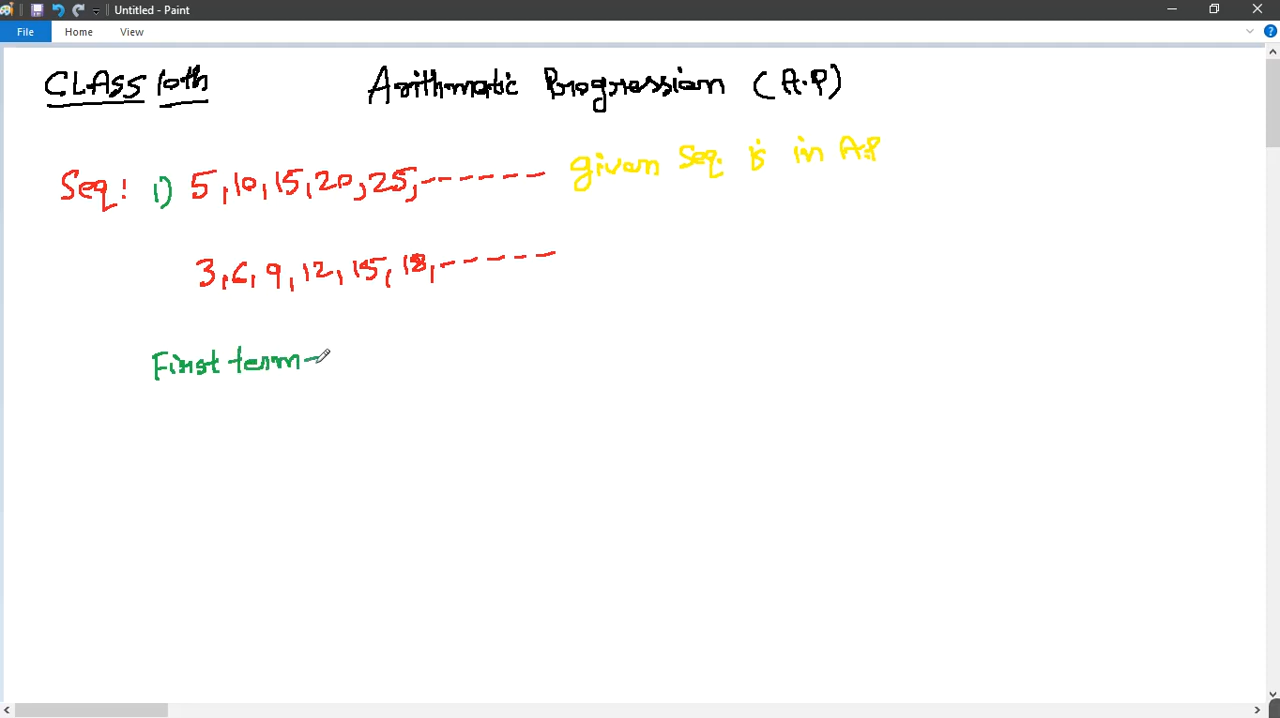 Untitled - Paint
File Home View
CLASS 10th Arithmatic Progression (A.P)
Seq: 1) 5, 10, 15, 20, 25, ------ given Seq. is in A.P
3, 6, 9, 12, 15, 18, ------
First term -